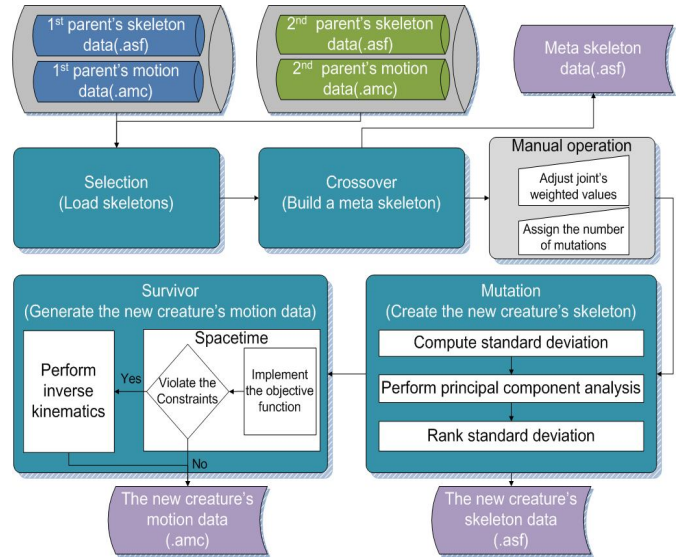 1st parent's skeleton
data(.asf)
1st parent's motion
data(.amc)
2nd parent's skeleton
data(.asf)
2nd parent's motion
data(.amc)
Meta skeleton
data(.asf)
Selection
(Load skeletons)
Crossover
(Build a meta skeleton)
Manual operation
Adjust joint's
weighted values
Assign the number
of mutations
Survivor
(Generate the new creature's motion data)
Spacetime
Perform
inverse
kinematics
Yes
Violate the
Constraints
Implement
the objective
function
No
Mutation
(Create the new creature's skeleton)
Compute standard deviation
Perform principal component analysis
Rank standard deviation
The new creature's
motion data
(.amc)
The new creature's
skeleton data
(.asf)